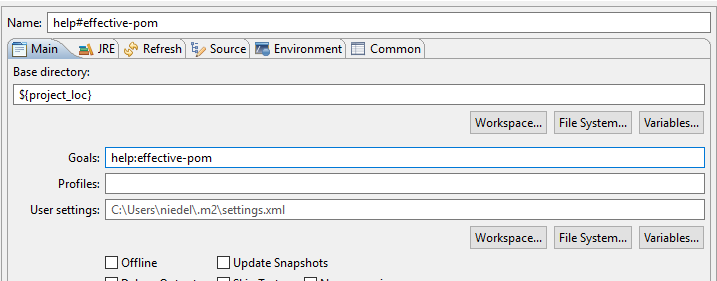 Name: help#effective-pom
Main JRE Refresh Source Environment Common
Base directory:
${project_loc}
Workspace... File System... Variables...
Goals: help:effective-pom
Profiles:
User settings: C:\Users\niedel\.m2\settings.xml
Workspace... File System... Variables...
Offline Update Snapshots